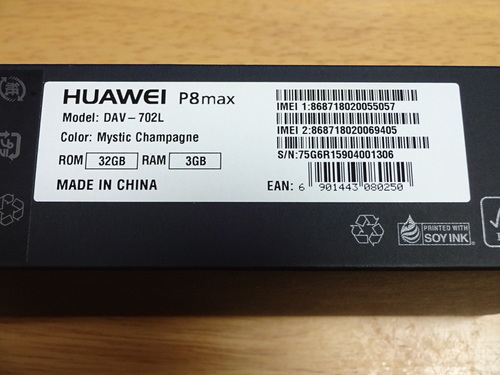 HUAWEI P8max
Model: DAV-702L
Color: Mystic Champagne
ROM 32GB RAM 3GB
MADE IN CHINA
IMEI 1:868718020055057
IMEI 2:868718020069405
S/N:75G6R15904001306
EAN: 6 901443 080250
PRINTED WITH
SOY INK